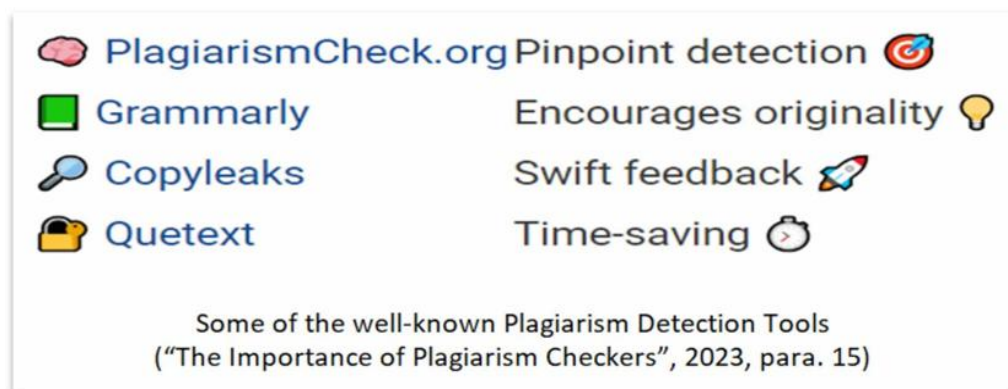 PlagiarismCheck.org Pinpoint detection
Grammarly Encourages originality
Copyleaks Swift feedback
Quetext Time-saving
Some of the well-known Plagiarism Detection Tools
(“The Importance of Plagiarism Checkers”, 2023, para. 15)